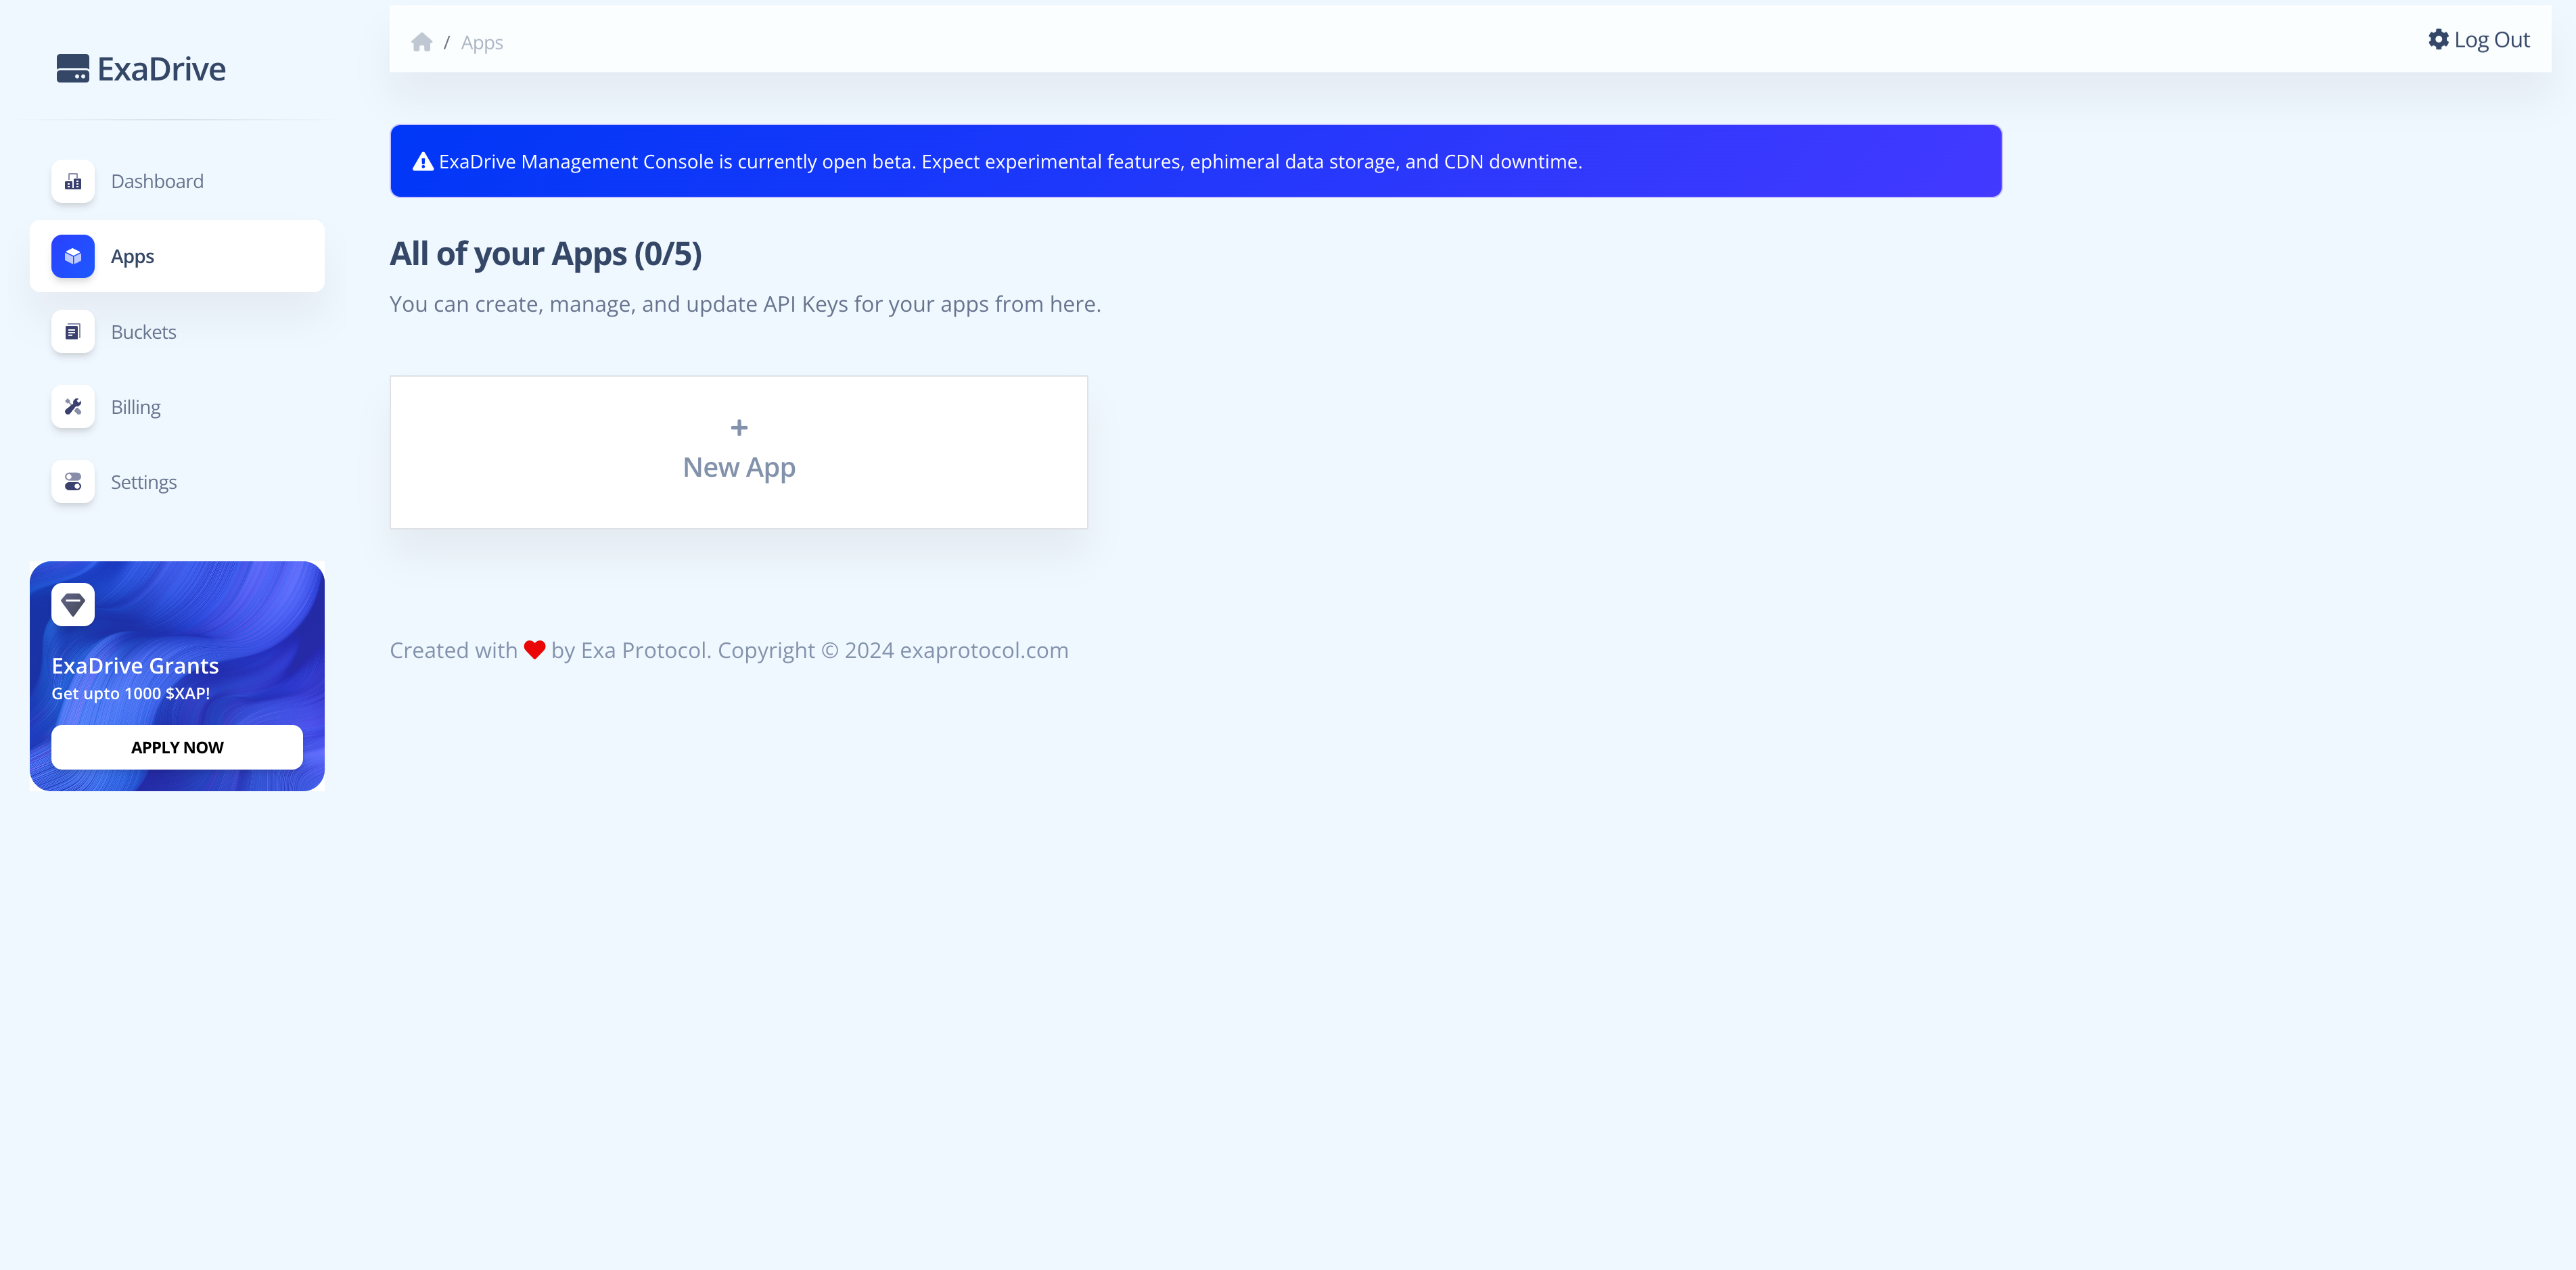 ExaDrive
Dashboard
Apps
Buckets
Billing
Settings
ExaDrive Grants
Get upto 1000 $XAP!
APPLY NOW
/ Apps
Log Out
ExaDrive Management Console is currently open beta. Expect experimental features, ephimeral data storage, and CDN downtime.
All of your Apps (0/5)
You can create, manage, and update API Keys for your apps from here.
+
New App
Created with ❤ by Exa Protocol. Copyright © 2024 exaprotocol.com